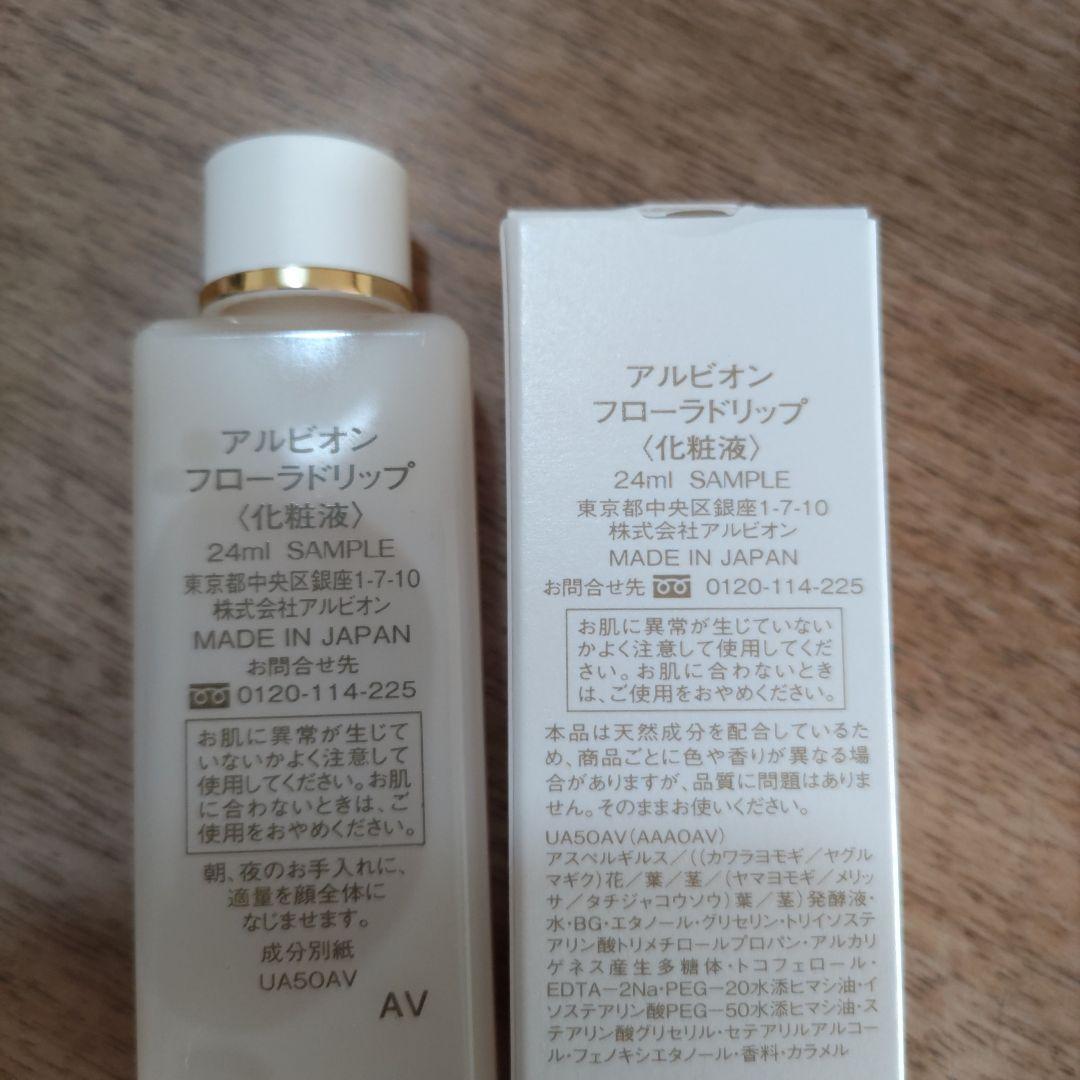 アルビオン
フローラドリップ
〈化粧液〉
24ml SAMPLE
東京都中央区銀座1-7-10
株式会社アルビオン
MADE IN JAPAN
お問合せ先
0120-114-225
お肌に異常が生じて
いないかよく注意して
使用してください。お肌
に合わないときは、ご
使用をおやめください。
朝、夜のお手入れに、
適量を顔全体に
なじませます。
成分別紙
UA50AV
AV
アルビオン
フローラドリップ
〈化粧液〉
24ml SAMPLE
東京都中央区銀座1-7-10
株式会社アルビオン
MADE IN JAPAN
お問合せ先 0120-114-225
お肌に異常が生じていない
かよく注意して使用してくだ
さい。お肌に合わないとき
は、ご使用をおやめください。
本品は天然成分を配合しているた
め、商品ごとに色や香りが異なる場
合がありますが、品質に問題はありま
せん。そのままお使いください。
UA50AV(AAA0AV)
アスペルギルス/((カワラヨモギ/ヤグル
マギク)花/葉/茎/(ヤマヨモギ/メリッ
サ/タチジャコウソウ)葉/茎)発酵液・
水・BG・エタノール・グリセリン・トリイソステ
アリン酸トリメチロールプロパン・アルカリ
ゲネス産生多糖体・トコフェロール・
EDTA-2Na・PEG-20水添ヒマシ油・イ
ソステアリン酸PEG-50水添ヒマシ油・ス
テアリン酸グリセリル・セテアリルアルコー
ル・フェノキシエタノール・香料・カラメル